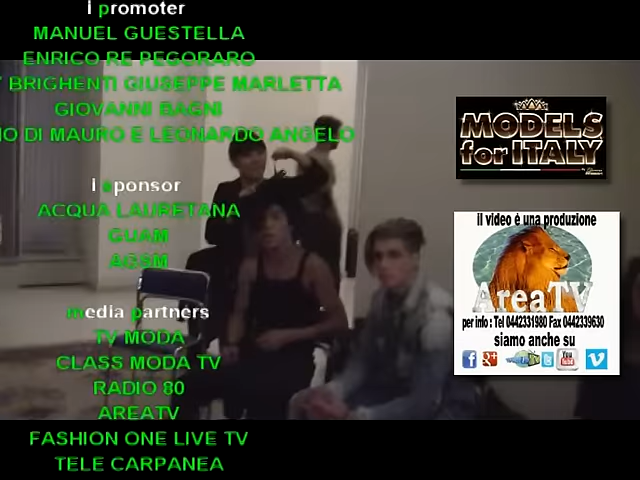 i promoter
MANUEL GUESTELLA
ENRICO RE PEGORARO
BRIGHENTI GIUSEPPE MARLETTA
GIOVANNI BAGNI
DI MAURO E LEONARDO ANGELO
i sponsor
ACQUA LAURETANA
GUAM
AGSM
media partners
TV MODA
CLASS MODA TV
RADIO 80
AREATV
FASHION ONE LIVE TV
TELE CARPANEA
MODELS
for ITALY
il video è una produzione
AreaTV
per info : Tel 0442331980 Fax 0442339630
siamo anche su